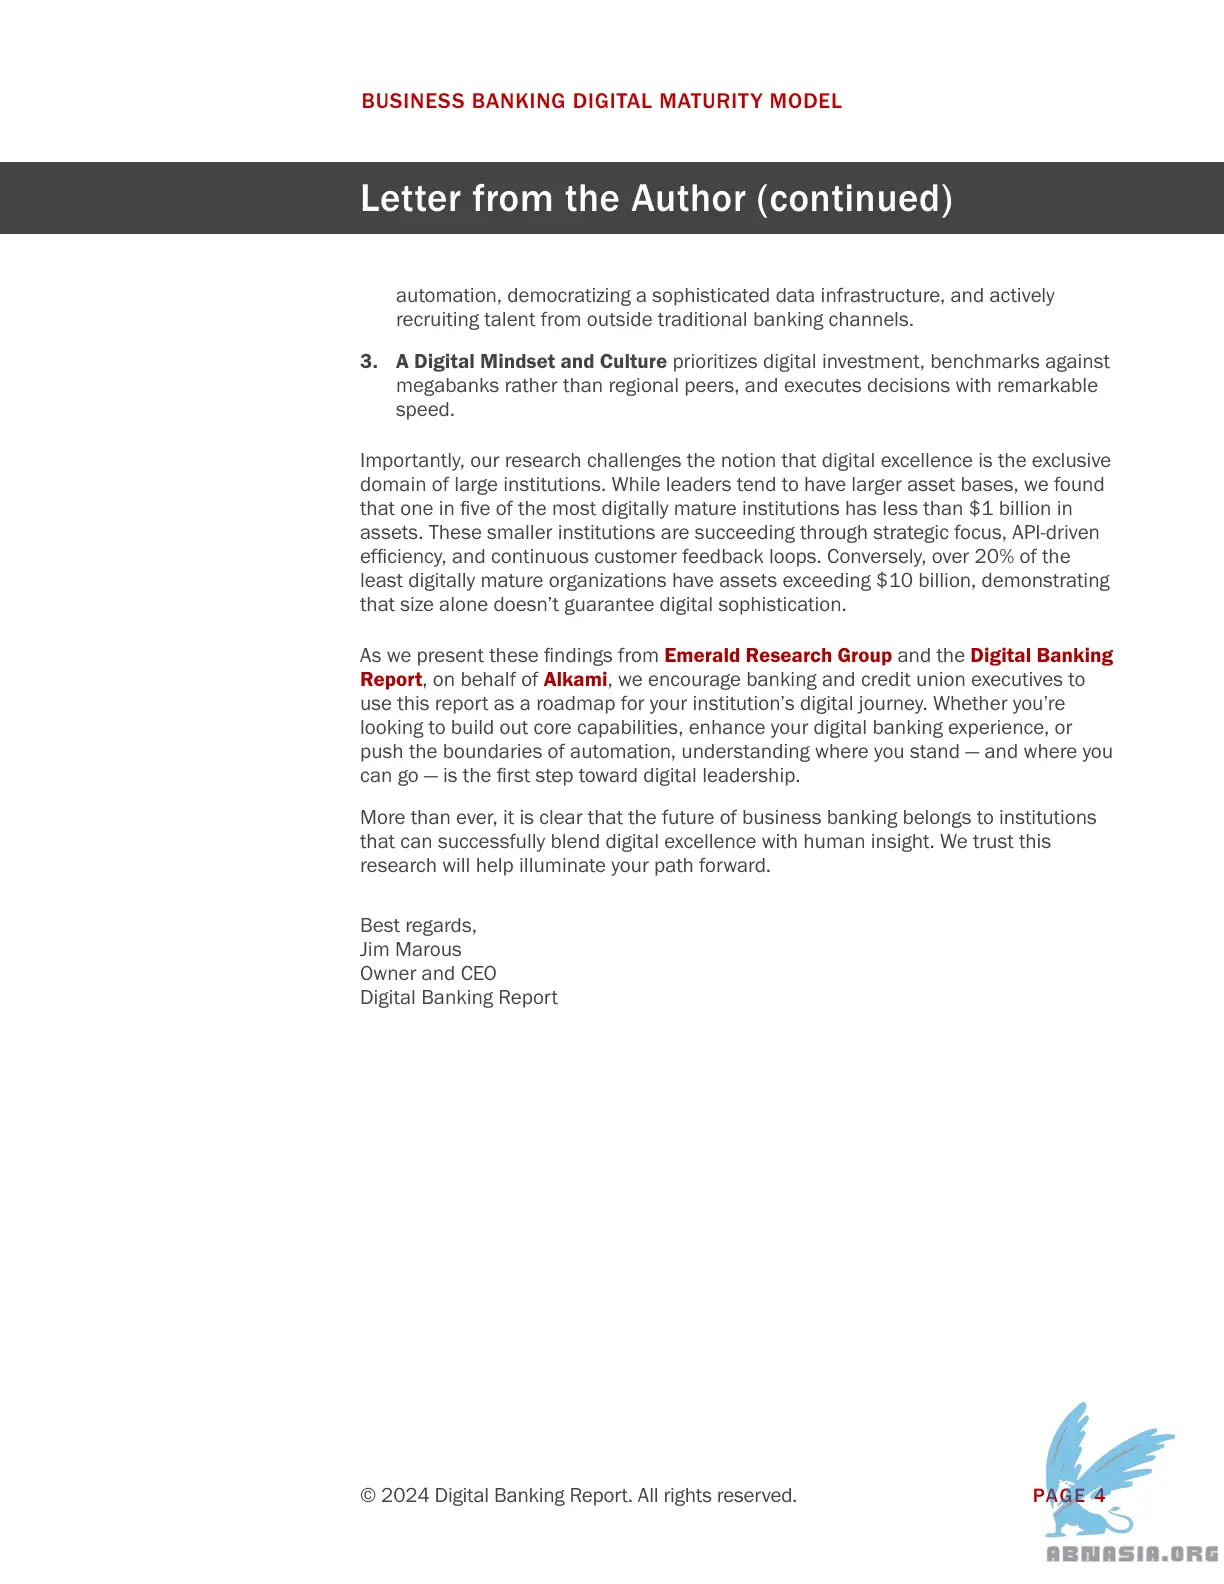 BUSINESS BANKING DIGITAL MATURITY MODEL
Letter from the Author (continued)
automation, democratizing a sophisticated data infrastructure, and actively
recruiting talent from outside traditional banking channels.
3. A Digital Mindset and Culture prioritizes digital investment, benchmarks against
megabanks rather than regional peers, and executes decisions with remarkable
speed.
Importantly, our research challenges the notion that digital excellence is the exclusive
domain of large institutions. While leaders tend to have larger asset bases, we found
that one in five of the most digitally mature institutions has less than $1 billion in
assets. These smaller institutions are succeeding through strategic focus, API-driven
efficiency, and continuous customer feedback loops. Conversely, over 20% of the
least digitally mature organizations have assets exceeding $10 billion, demonstrating
that size alone doesn’t guarantee digital sophistication.
As we present these findings from Emerald Research Group and the Digital Banking
Report, on behalf of Alkami, we encourage banking and credit union executives to
use this report as a roadmap for your institution’s digital journey. Whether you’re
looking to build out core capabilities, enhance your digital banking experience, or
push the boundaries of automation, understanding where you stand — and where you
can go — is the first step toward digital leadership.
More than ever, it is clear that the future of business banking belongs to institutions
that can successfully blend digital excellence with human insight. We trust this
research will help illuminate your path forward.
Best regards,
Jim Marous
Owner and CEO
Digital Banking Report
© 2024 Digital Banking Report. All rights reserved.
PAGE 4
ABNASIA.ORG